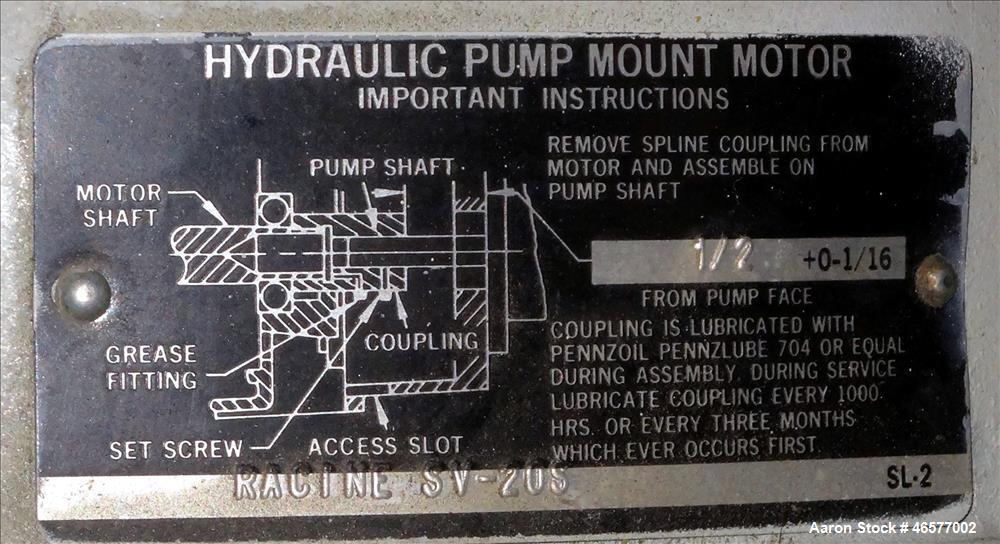 HYDRAULIC PUMP MOUNT MOTOR
IMPORTANT INSTRUCTIONS
REMOVE SPLINE COUPLING FROM
MOTOR AND ASSEMBLE ON
PUMP SHAFT
1/2 +0-1/16
FROM PUMP FACE
COUPLING IS LUBRICATED WITH
PENNZOIL PENNZLUBE 704 OR EQUAL
DURING ASSEMBLY. DURING SERVICE
LUBRICATE COUPLING EVERY 1000
HRS. OR EVERY THREE MONTHS
WHICH EVER OCCURS FIRST.
PUMP SHAFT
MOTOR
SHAFT
COUPLING
GREASE
FITTING
SET SCREW
ACCESS SLOT
RACINE SV-20S
SL-2
Aaron Stock # 46577002